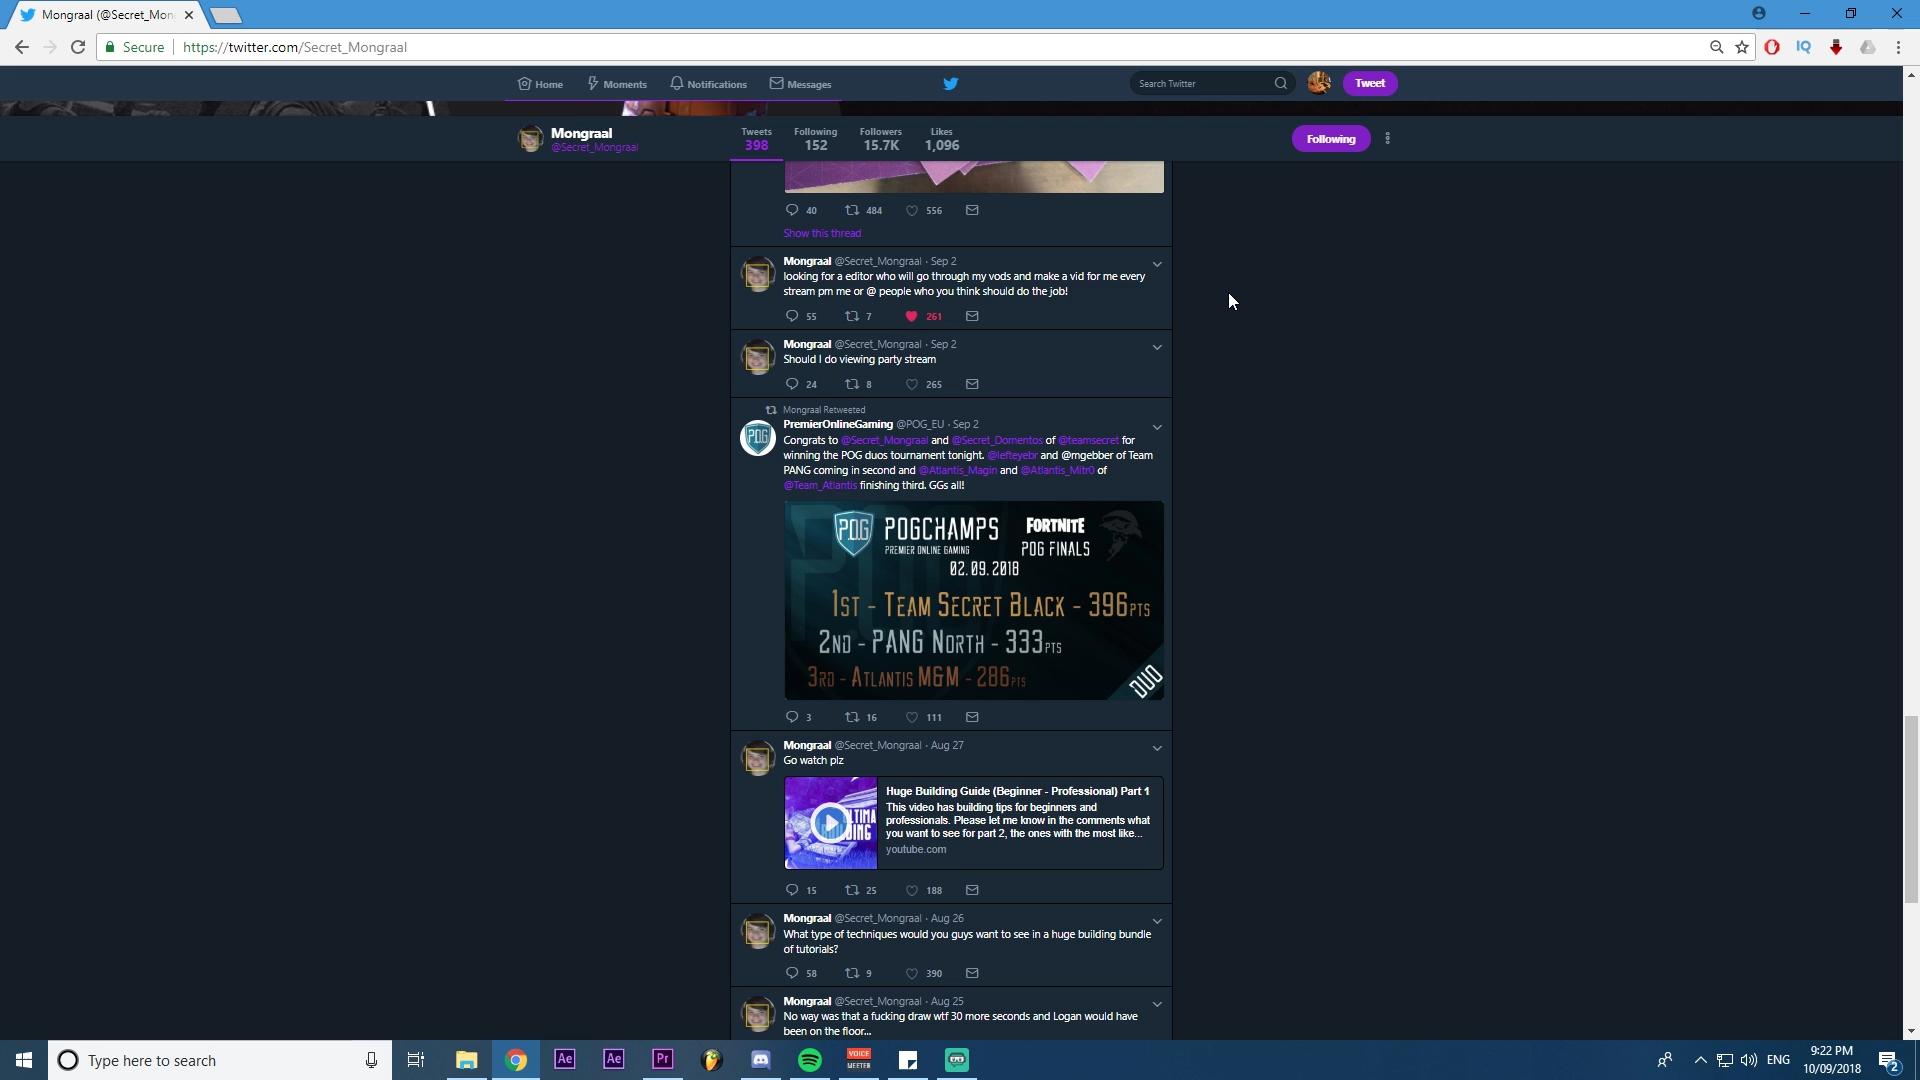 Mongraal (@Secret_Mon
Secure
https://twitter.com/Secret_Mongraal
IQ
Home
Moments
Notifications
Messages
Search Twitter
Tweet
Mongraal
@Secret_Mongraal
Tweets
398
Following
152
Followers
15.7K
Likes
1,096
Following
40 484 556
Show this thread
Mongraal @Secret_Mongraal · Sep 2
looking for a editor who will go through my vods and make a vid for me every
stream pm me or @ people who you think should do the job!
55 7 261
Mongraal @Secret_Mongraal · Sep 2
Should I do viewing party stream
24 8 265
Mongraal Retweeted
PremierOnlineGaming @POG_EU · Sep 2
Congrats to @Secret_Mongraal and @Secret_Domentos of @teamsecret for
winning the POG duos tournament tonight. @lefteyebr and @mgebber of Team
PANG coming in second and @Atlantis_Magin and @Atlantis_Mitr0 of
@Team_Atlantis finishing third. GGs all!
POG
P.O.G
POGCHAMPS
PREMIER ONLINE GAMING
FORTNITE
POG FINALS
02.09.2018
1ST - TEAM SECRET BLACK - 396PTS
2ND - PANG NORTH - 333PTS
3RD - ATLANTIS M&M - 286PTS
DUO
3 16 111
Mongraal @Secret_Mongraal · Aug 27
Go watch plz
Huge Building Guide (Beginner - Professional) Part 1
This video has building tips for beginners and
professionals. Please let me know in the comments what
you want to see for part 2, the ones with the most like...
youtube.com
15 25 188
Mongraal @Secret_Mongraal · Aug 26
What type of techniques would you guys want to see in a huge building bundle
of tutorials?
58 9 390
Mongraal @Secret_Mongraal · Aug 25
No way was that a fucking draw wtf 30 more seconds and Logan would have
been on the floor...
Type here to search
Ae
Ae
Pr
VOICE
MEETER
ENG
9:22 PM
10/09/2018
2